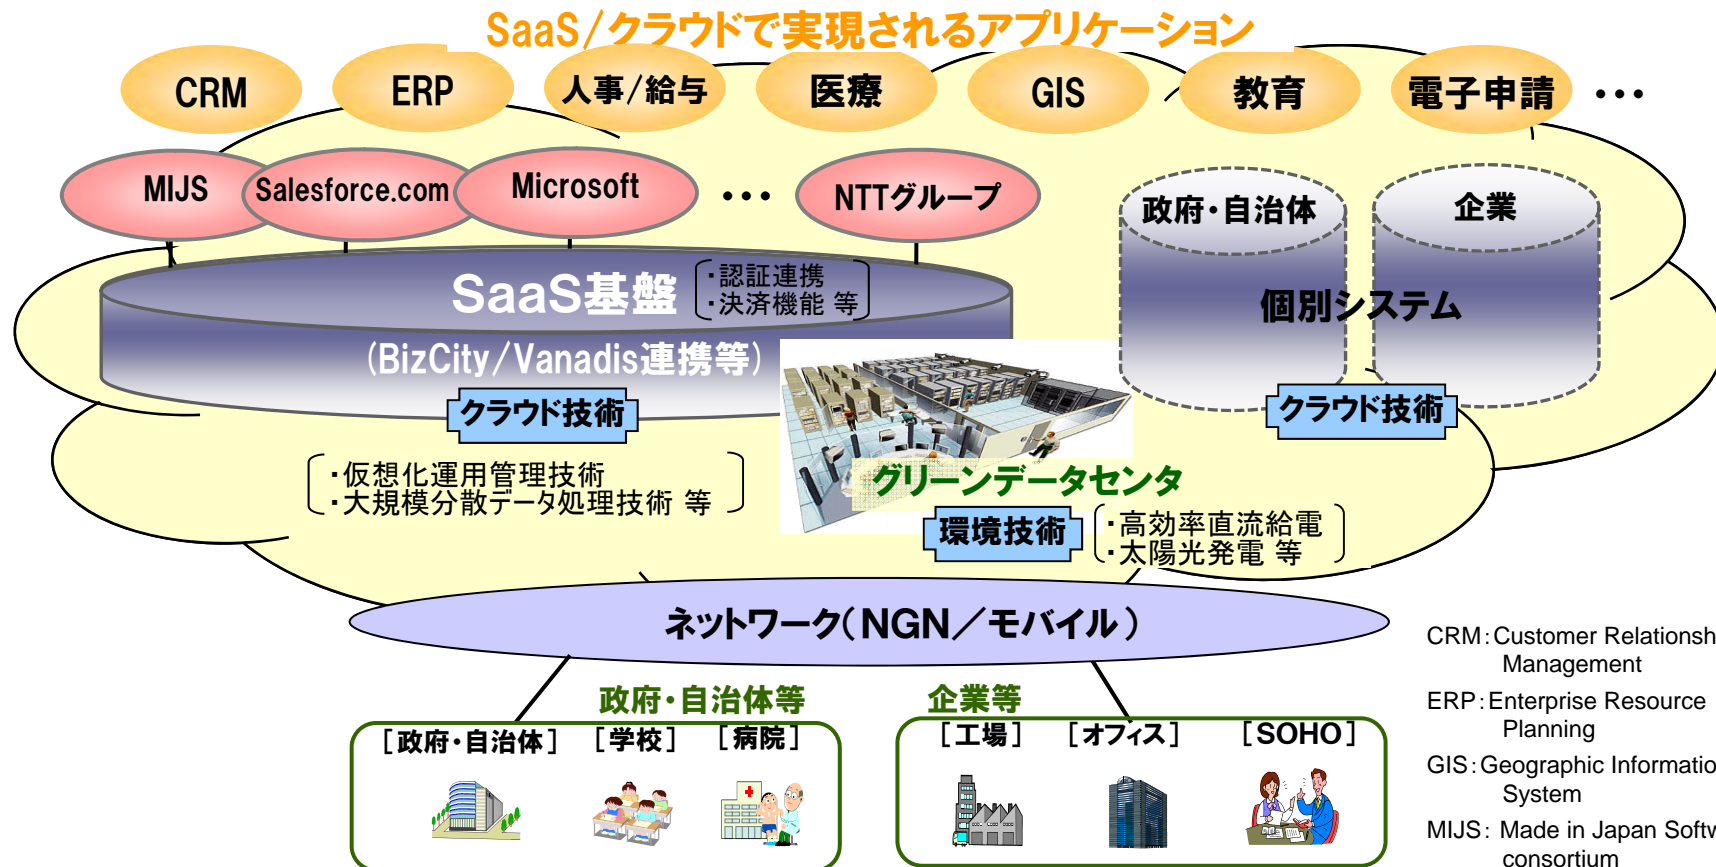 SaaS/クラウドで実現されるアプリケーション
CRM
ERP
人事/給与
医療
GIS
教育
電子申請
・・・
MIJS
Salesforce.com
Microsoft
・・・
NTTグループ
政府・自治体
企業
SaaS基盤
・認証連携
・決済機能 等
個別システム
(BizCity/Vanadis連携等)
クラウド技術
クラウド技術
・仮想化運用管理技術
・大規模分散データ処理技術 等
グリーンデータセンタ
環境技術
・高効率直流給電
・太陽光発電 等
ネットワーク(NGN/モバイル)
政府・自治体等
企業等
[政府・自治体]
[学校]
[病院]
[工場]
[オフィス]
[SOHO]
CRM:Customer Relationsh
Management
ERP:Enterprise Resource
Planning
GIS:Geographic Informatio
System
MIJS: Made in Japan Softw
consortium